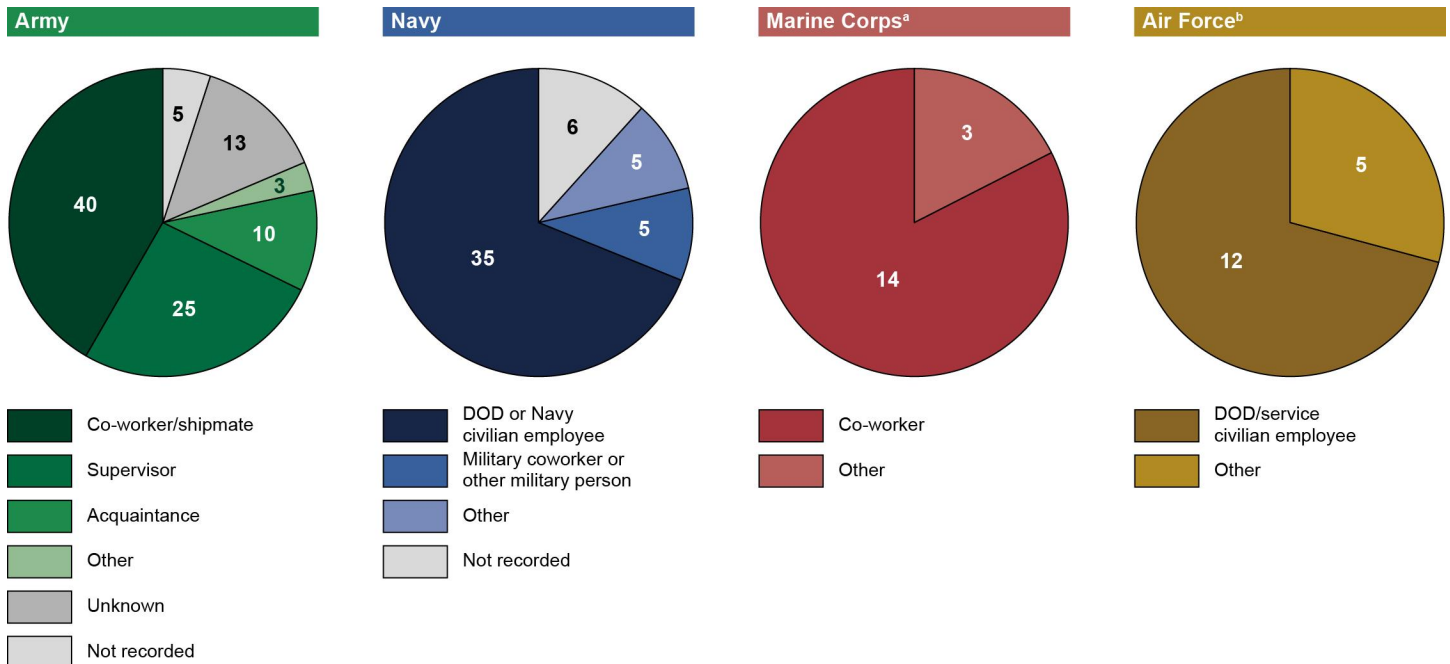 Army
5
13
3
10
25
40
Co-worker/shipmate
Supervisor
Acquaintance
Other
Unknown
Not recorded
Navy
6
5
5
35
DOD or Navy
civilian employee
Military coworker or
other military person
Other
Not recorded
Marine Corpsᵃ
3
14
Co-worker
Other
Air Forceᵇ
5
12
DOD/service
civilian employee
Other